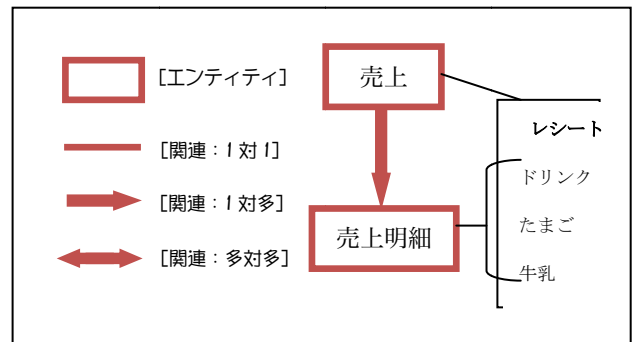 [エンティティ]
[関連：1対1]
[関連：1対多]
[関連：多対多]
売上
売上明細
レシート
ドリンク
たまご
牛乳